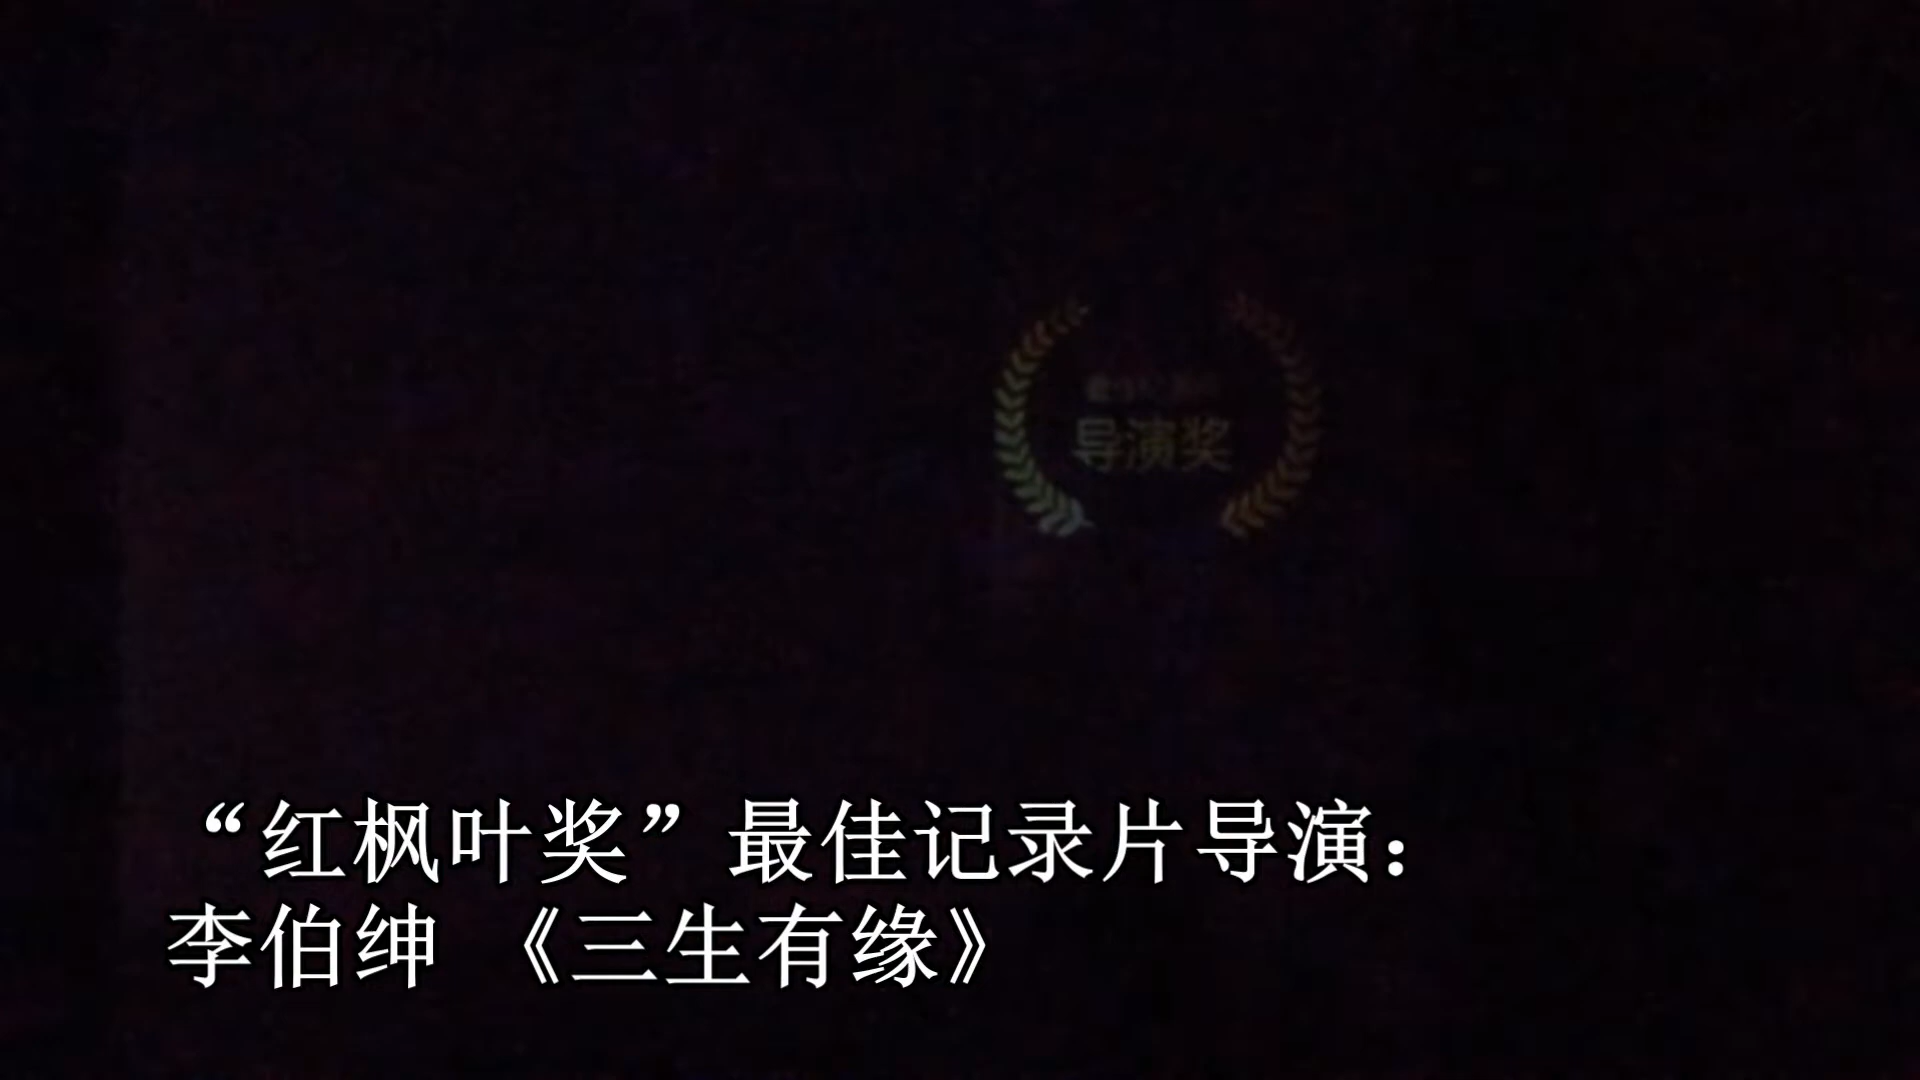 导演奖
“红枫叶奖”最佳记录片导演：
李伯绅 《三生有缘》